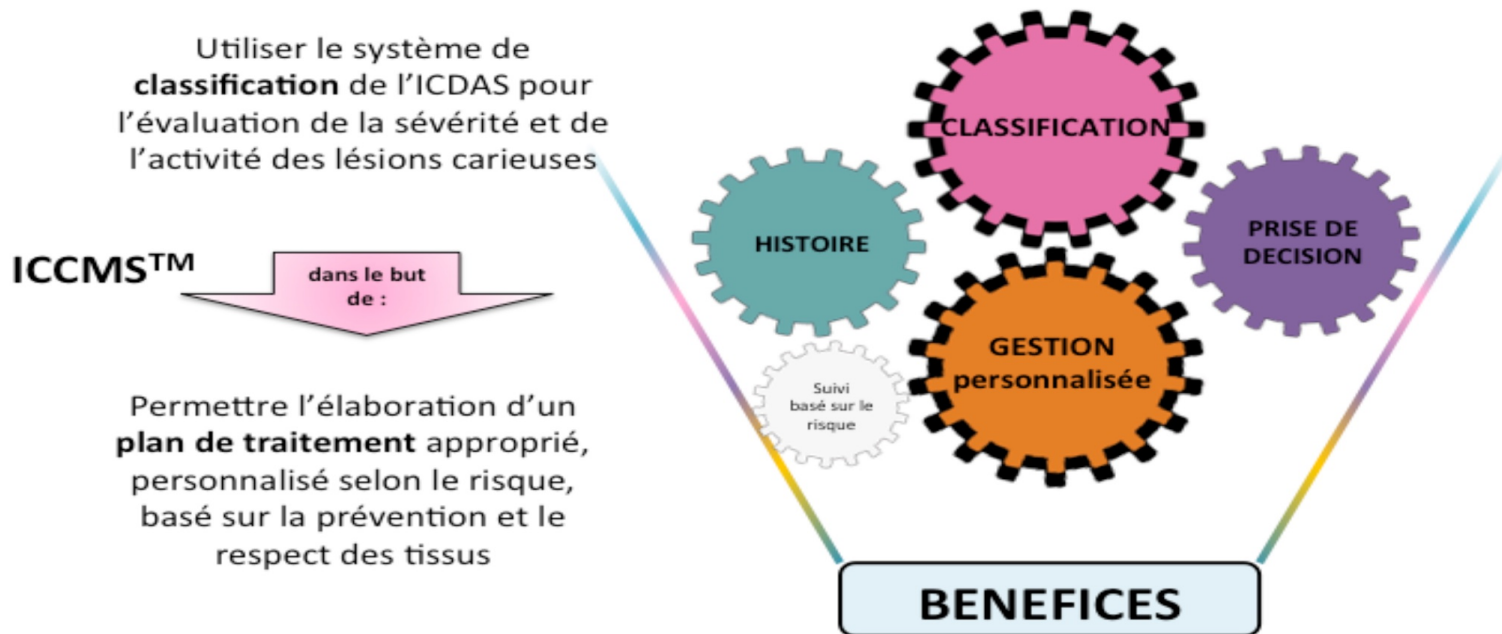 Utiliser le système de
classification de l’ICDAS pour
l’évaluation de la sévérité et de
l’activité des lésions carieuses
ICCMS™
dans le but
de :
Permettre l’élaboration d’un
plan de traitement approprié,
personnalisé selon le risque,
basé sur la prévention et le
respect des tissus
CLASSIFICATION
HISTOIRE
PRISE DE
DECISION
GESTION
personnalisée
Suivi
basé sur le
risque
BENEFICES